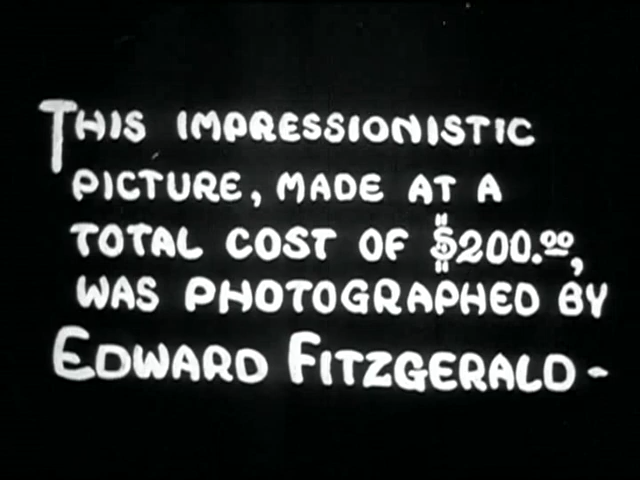 THIS IMPRESSIONISTIC
PICTURE, MADE AT A
TOTAL COST OF $200.00,
WAS PHOTOGRAPHED BY
EDWARD FITZGERALD -